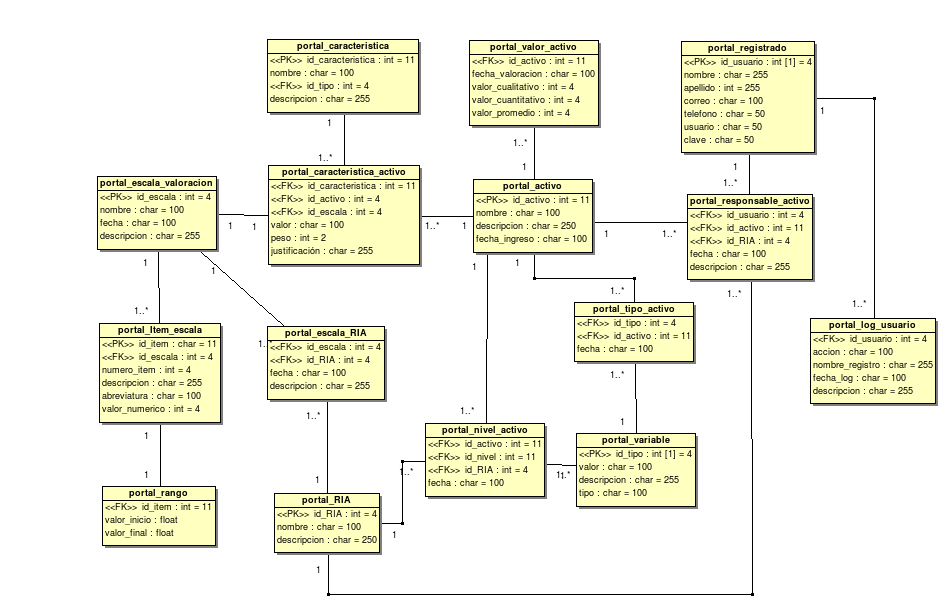 portal_caracteristica
<<PK>> id_caracteristica : int = 11
nombre : char = 100
<<FK>> id_tipo : int = 4
descripcion : char = 255
portal_valor_activo
<<FK>> id_activo : int = 11
fecha_valoracion : char = 100
valor_cualitativo : int = 4
valor_cuantitativo : int = 4
valor_promedio : int = 4
portal_registrado
<<PK>> id_usuario : int [1] = 4
nombre : char = 255
apellido : int = 255
correo : char = 100
telefono : char = 50
usuario : char = 50
clave : char = 50
1
1
1..*
1..*
1
1
1..*
portal_escala_valoracion
<<PK>> id_escala : int = 4
nombre : char = 100
fecha : char = 100
descripcion : char = 255
portal_caracteristica_activo
<<FK>> id_caracteristica : int = 11
<<FK>> id_activo : int = 4
<<FK>> id_escala : int = 4
valor : char = 100
peso : int = 2
justificación : char = 255
portal_activo
<<PK>> id_activo : int = 11
nombre : char = 100
descripcion : char = 250
fecha_ingreso : char = 100
portal_responsable_activo
<<FK>> id_usuario : int = 4
<<FK>> id_activo : int = 11
<<FK>> id_RIA : int = 4
fecha : char = 100
descripcion : char = 255
1
1
1..*
1
1
1..*
1
1
1
1
1..*
1..*
1..*
1..*
portal_Item_escala
<<PK>> id_item : char = 11
<<FK>> id_escala : int = 4
numero_item : int = 4
descripcion : char = 255
abreviatura : char = 100
valor_numerico : int = 4
1..
portal_escala_RIA
<<FK>> id_escala : int = 4
<<FK>> id_RIA : int = 4
fecha : char = 100
descripcion : char = 255
portal_tipo_activo
<<FK>> id_tipo : int = 4
<<FK>> id_activo : int = 11
fecha : char = 100
portal_log_usuario
<<FK>> id_usuario : int = 4
accion : char = 100
nombre_registro : char = 255
fecha_log : char = 100
descripcion : char = 255
1..*
1..*
1..*
1
1
1
1
portal_nivel_activo
<<FK>> id_activo : int = 11
<<FK>> id_nivel : int = 11
<<FK>> id_RIA : int = 4
fecha : char = 100
portal_variable
<<PK>> id_tipo : int [1] = 4
valor : char = 100
descripcion : char = 255
tipo : char = 100
1..*
1
1..*
portal_rango
<<FK>> id_item : int = 11
valor_inicio : float
valor_final : float
portal_RIA
<<PK>> id_RIA : int = 4
nombre : char = 100
descripcion : char = 250
1
1